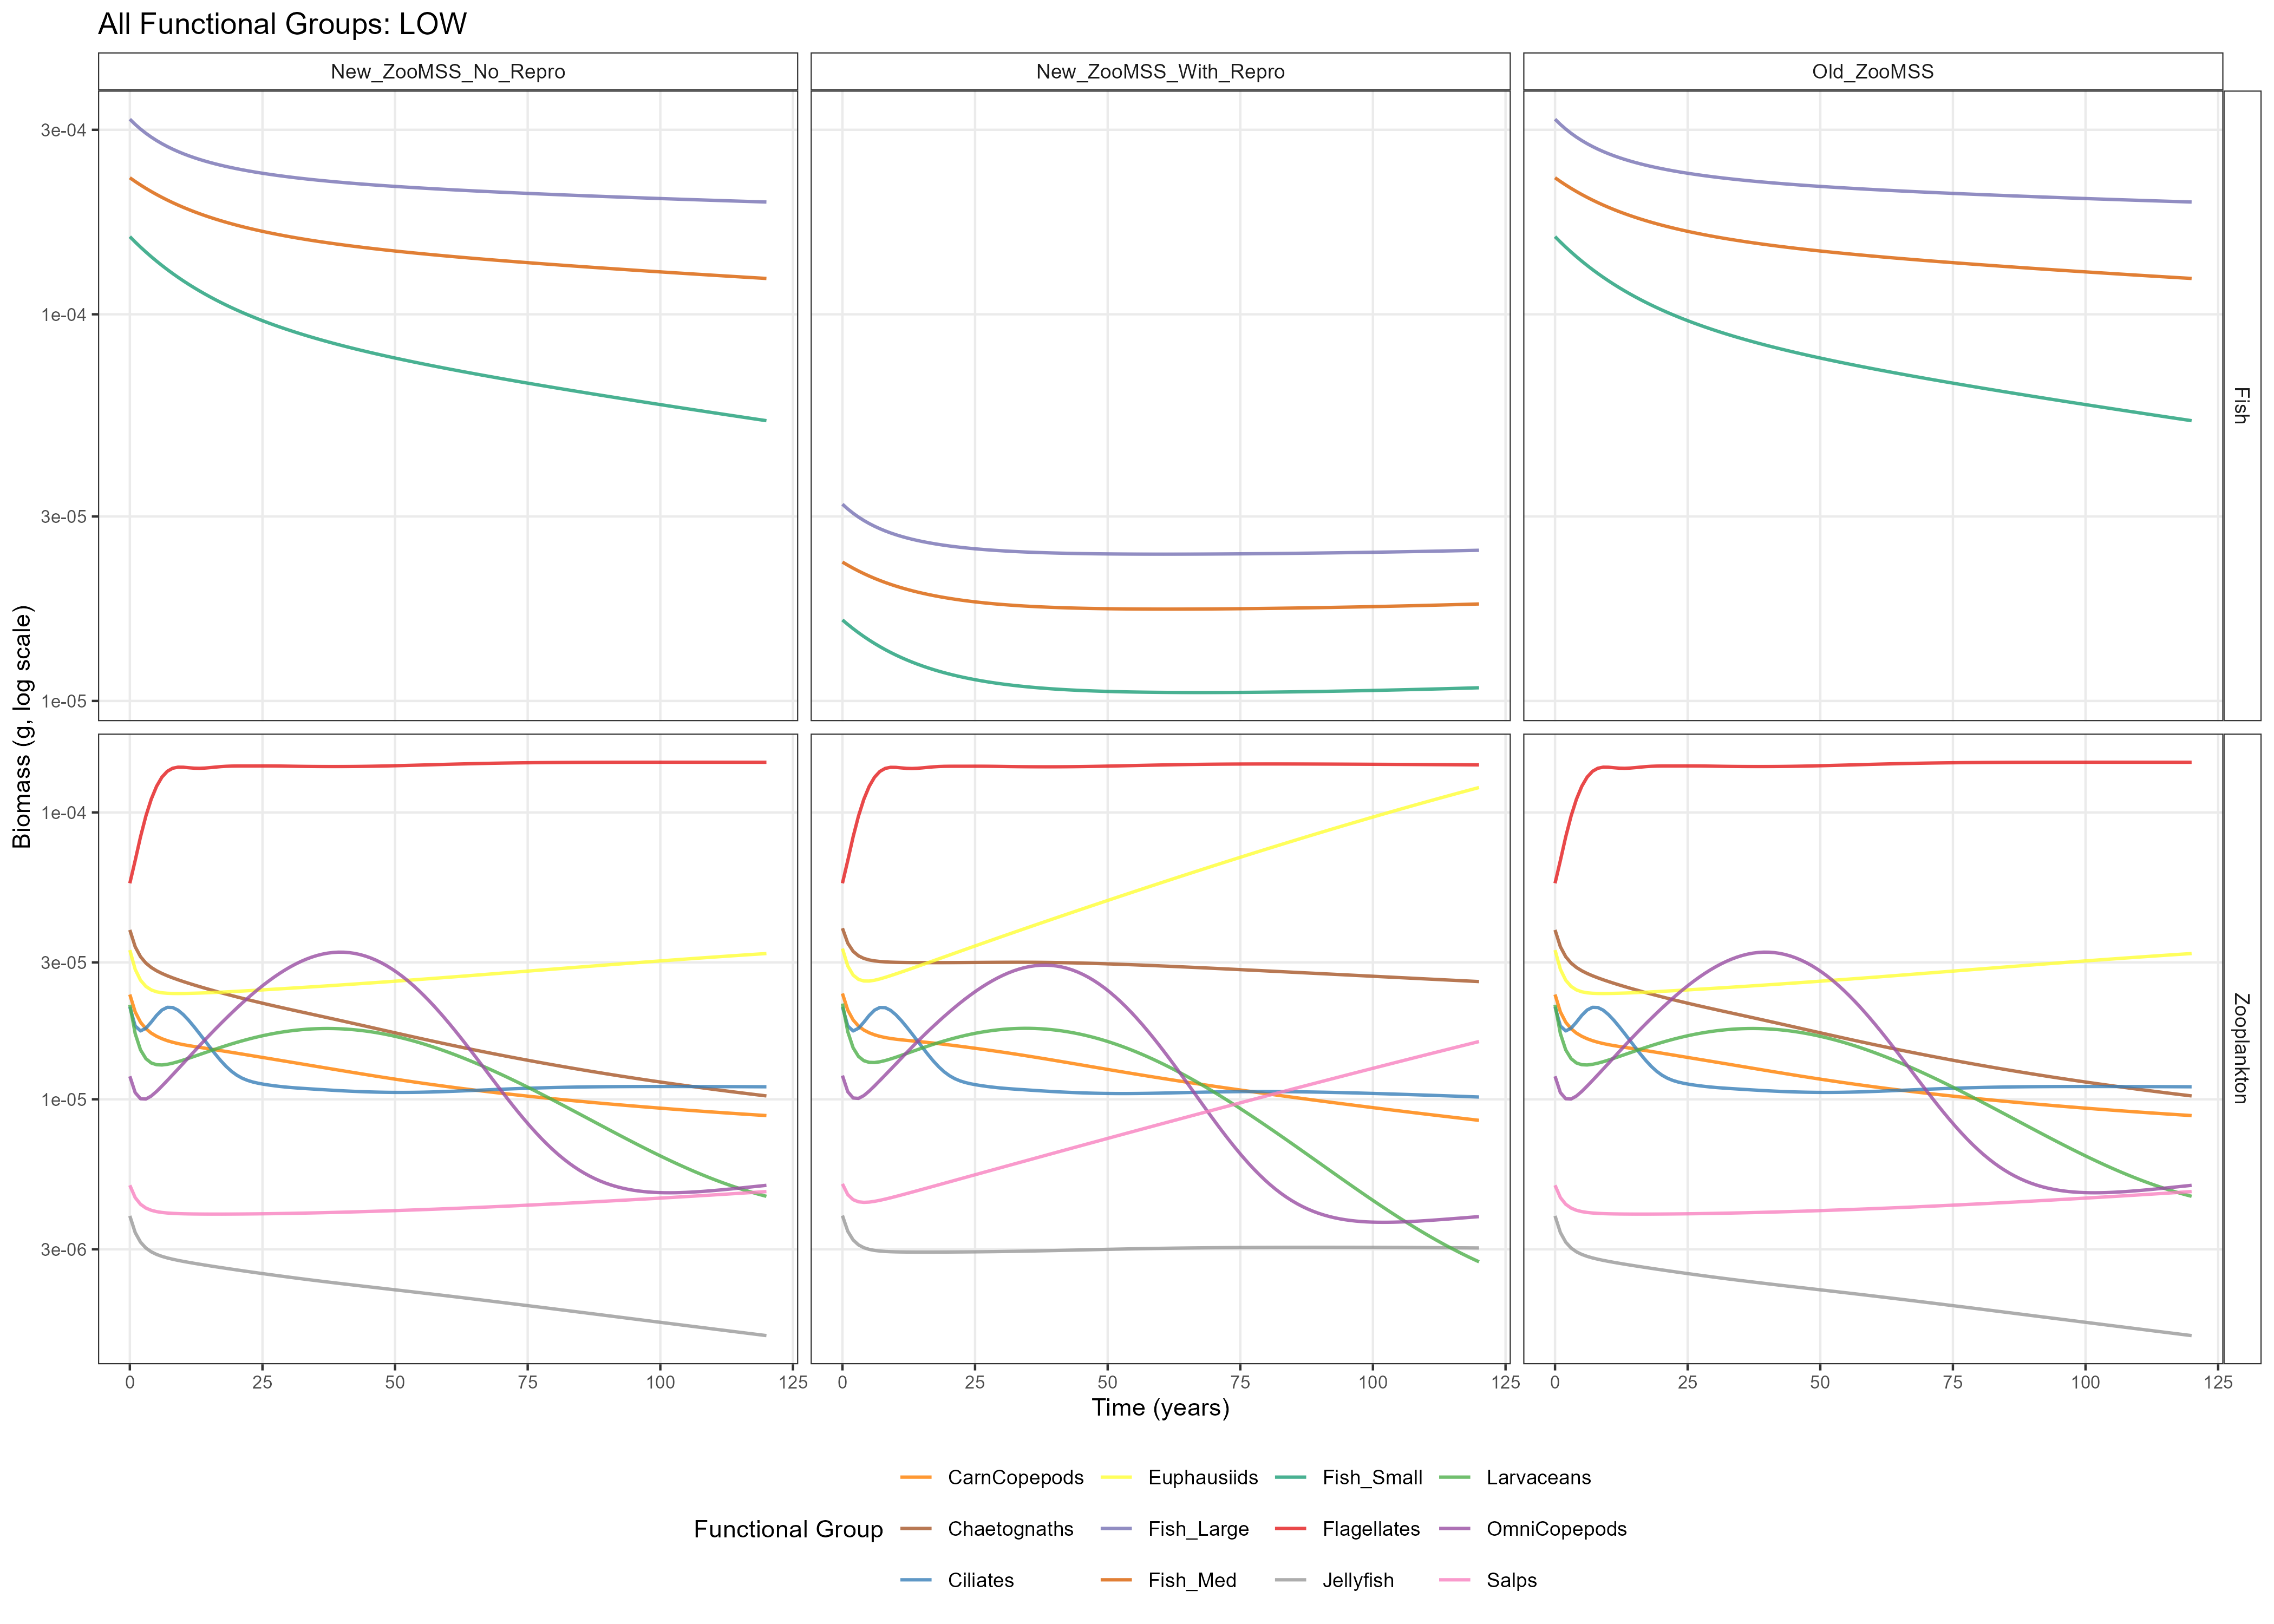 All Functional Groups: LOW
New_ZooMSS_No_Repro
New_ZooMSS_With_Repro
Old_ZooMSS
3e-04
1e-04
3e-05
1e-05
Fish
Biomass (g, log scale)
1e-04
3e-05
1e-05
3e-06
Zooplankton
0 25 50 75 100 125
0 25 50 75 100 125
0 25 50 75 100 125
Time (years)
Functional Group
CarnCopepods
Chaetognaths
Ciliates
Euphausiids
Fish_Large
Fish_Med
Fish_Small
Flagellates
Jellyfish
Larvaceans
OmniCopepods
Salps